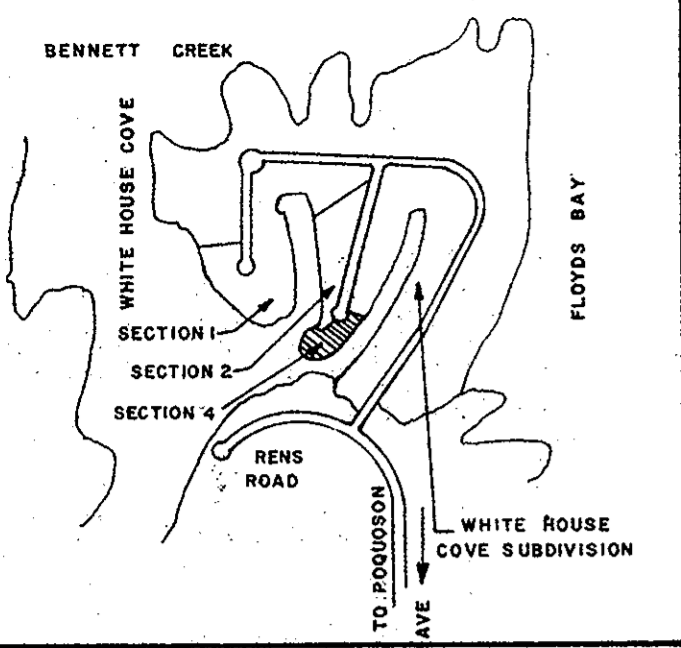 BENNETT CREEK
WHITE HOUSE COVE
FLOYDS BAY
SECTION 1
SECTION 2
SECTION 4
RENS
ROAD
WHITE HOUSE
COVE SUBDIVISION
TO POQUOSON
AVE